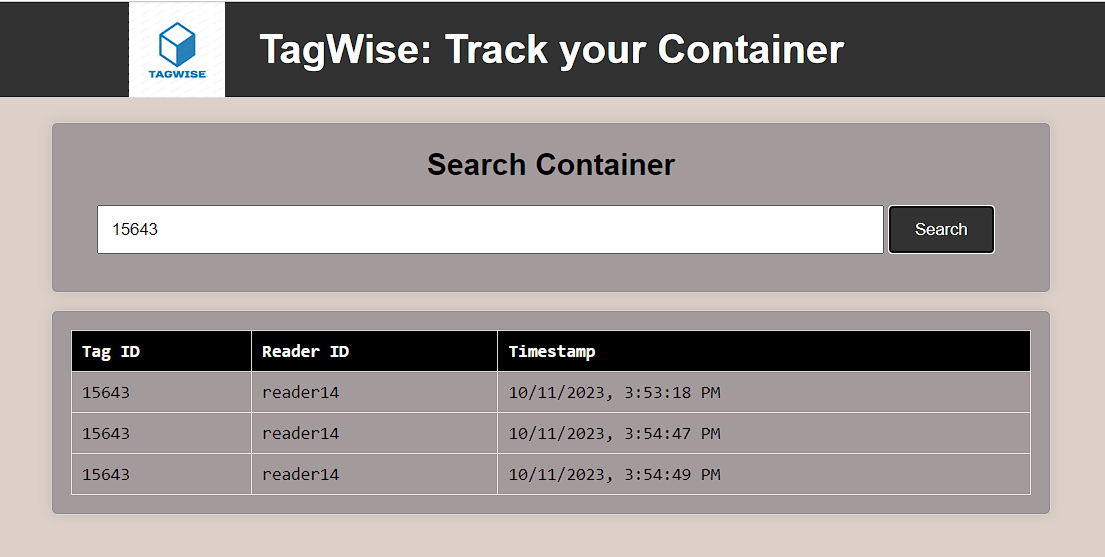 TAGWISE
TagWise: Track your Container
Search Container
15643
Search
Tag ID Reader ID Timestamp
15643 reader14 10/11/2023, 3:53:18 PM
15643 reader14 10/11/2023, 3:54:47 PM
15643 reader14 10/11/2023, 3:54:49 PM